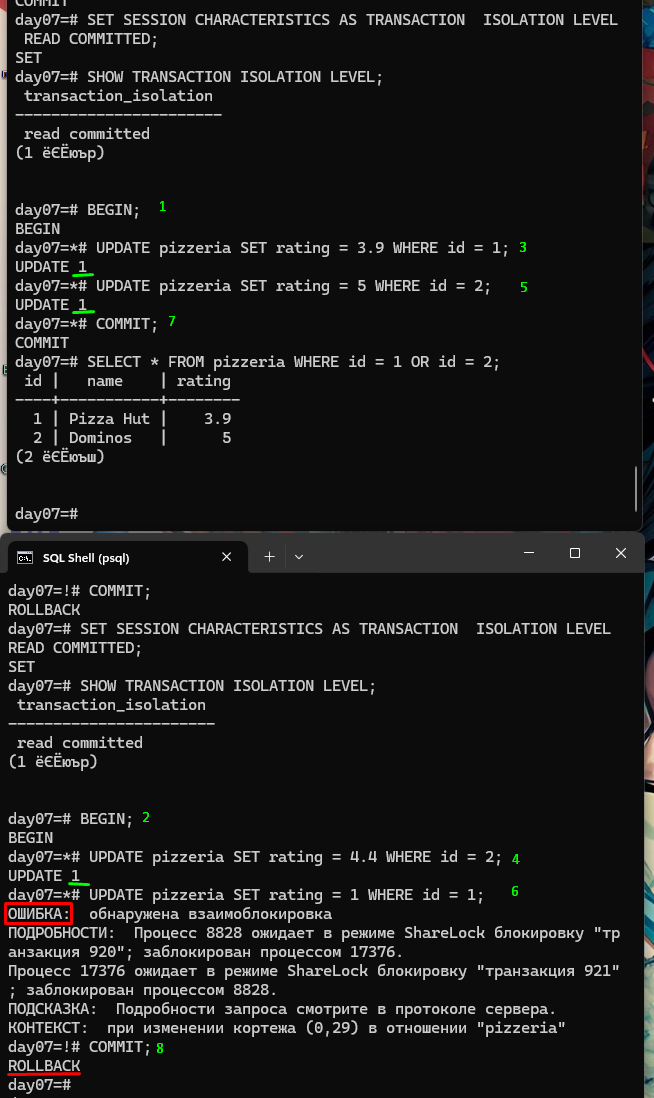 COMMIT
day07=# SET SESSION CHARACTERISTICS AS TRANSACTION  ISOLATION LEVEL
 READ COMMITTED;
SET
day07=# SHOW TRANSACTION ISOLATION LEVEL;
 transaction_isolation
-----------------------
 read committed
(1 ёЄЁюър)
day07=# BEGIN; 1
BEGIN
day07=*# UPDATE pizzeria SET rating = 3.9 WHERE id = 1; 3
UPDATE 1
day07=*# UPDATE pizzeria SET rating = 5 WHERE id = 2; 5
UPDATE 1
day07=*# COMMIT; 7
COMMIT
day07=# SELECT * FROM pizzeria WHERE id = 1 OR id = 2;
 id |   name    | rating
----+-----------+--------
  1 | Pizza Hut |    3.9
  2 | Dominos   |      5
(2 ёЄЁюъш)
day07=#
SQL Shell (psql)
day07=!# COMMIT;
ROLLBACK
day07=# SET SESSION CHARACTERISTICS AS TRANSACTION  ISOLATION LEVEL
READ COMMITTED;
SET
day07=# SHOW TRANSACTION ISOLATION LEVEL;
 transaction_isolation
-----------------------
 read committed
(1 ёЄЁюър)
day07=# BEGIN; 2
BEGIN
day07=*# UPDATE pizzeria SET rating = 4.4 WHERE id = 2; 4
UPDATE 1
day07=*# UPDATE pizzeria SET rating = 1 WHERE id = 1; 6
ОШИБКА:  обнаружена взаимоблокировка
ПОДРОБНОСТИ:  Процесс 8828 ожидает в режиме ShareLock блокировку "тр
анзакция 920"; заблокирован процессом 17376.
Процесс 17376 ожидает в режиме ShareLock блокировку "транзакция 921"
; заблокирован процессом 8828.
ПОДСКАЗКА:  Подробности запроса смотрите в протоколе сервера.
КОНТЕКСТ:  при изменении кортежа (0,29) в отношении "pizzeria"
day07=!# COMMIT; 8
ROLLBACK
day07=#